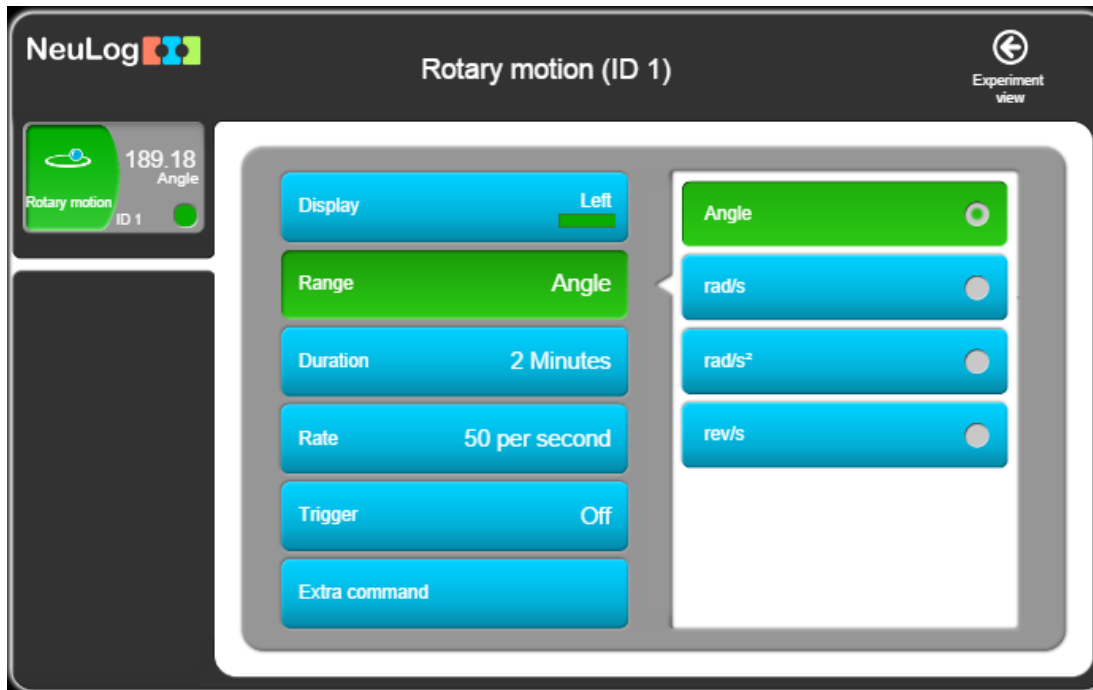 NeuLog
Rotary motion (ID 1)
Experiment
view
189.18
Angle
Rotary motion
ID 1
Display Left
Range Angle
Duration 2 Minutes
Rate 50 per second
Trigger Off
Extra command
Angle
rad/s
rad/s²
rev/s